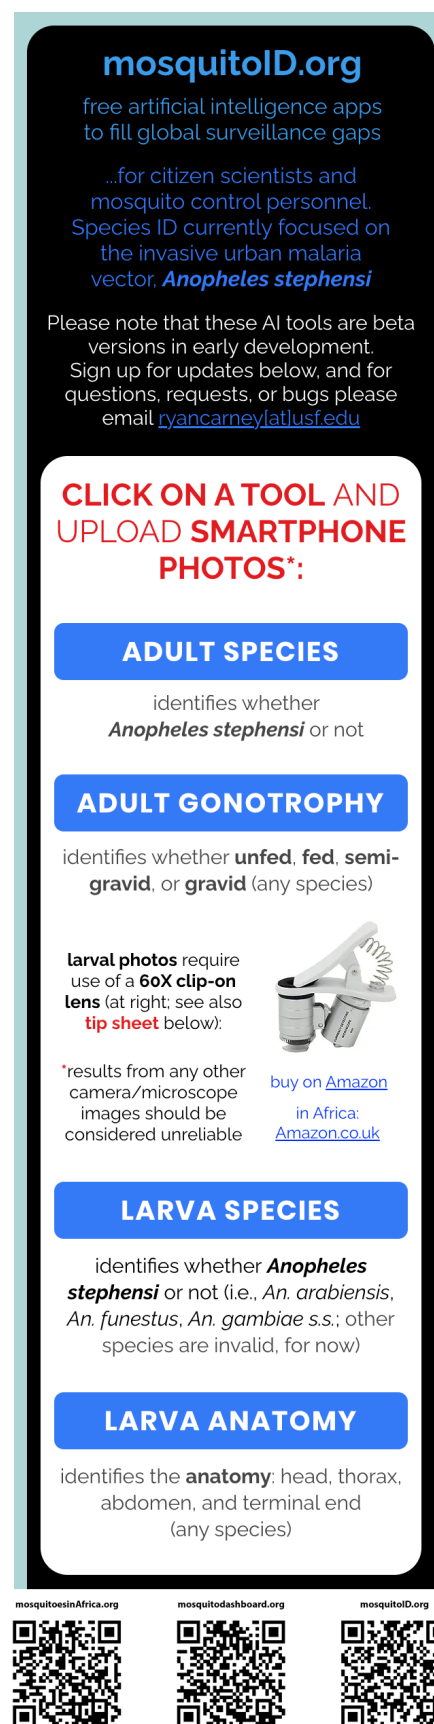 mosquitoID.org
free artificial intelligence apps
to fill global surveillance gaps
...for citizen scientists and
mosquito control personnel.
Species ID currently focused on
the invasive urban malaria
vector, Anopheles stephensi
Please note that these AI tools are beta
versions in early development.
Sign up for updates below, and for
questions, requests, or bugs please
email ryancarney[at]usf.edu
CLICK ON A TOOL AND
UPLOAD SMARTPHONE
PHOTOS*:
ADULT SPECIES
identifies whether
Anopheles stephensi or not
ADULT GONOTROPHY
identifies whether unfed, fed, semi-
gravid, or gravid (any species)
larval photos require
use of a 60X clip-on
lens (at right; see also
tip sheet below):
*results from any other
camera/microscope
images should be
considered unreliable
buy on Amazon
in Africa:
Amazon.co.uk
LARVA SPECIES
identifies whether Anopheles
stephensi or not (i.e., An. arabiensis,
An. funestus, An. gambiae s.s.; other
species are invalid, for now)
LARVA ANATOMY
identifies the anatomy: head, thorax,
abdomen, and terminal end
(any species)
mosquitoesinAfrica.org
mosquitodashboard.org
mosquitoID.org